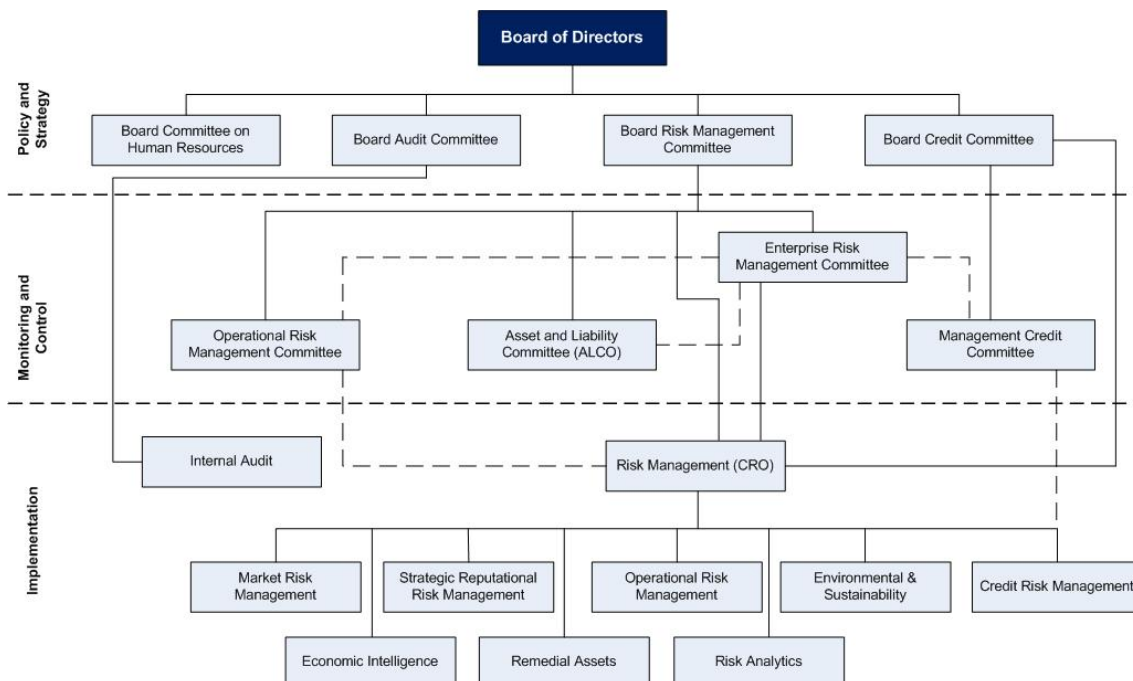 Board of Directors
Policy and
Strategy
Board Committee on
Human Resources
Board Audit Committee
Board Risk Management
Committee
Board Credit Committee
Monitoring and
Control
Enterprise Risk
Management Committee
Operational Risk
Management Committee
Asset and Liability
Committee (ALCO)
Management Credit
Committee
Implementation
Internal Audit
Risk Management (CRO)
Market Risk
Management
Strategic Reputational
Risk Management
Operational Risk
Management
Environmental &
Sustainability
Credit Risk Management
Economic Intelligence
Remedial Assets
Risk Analytics